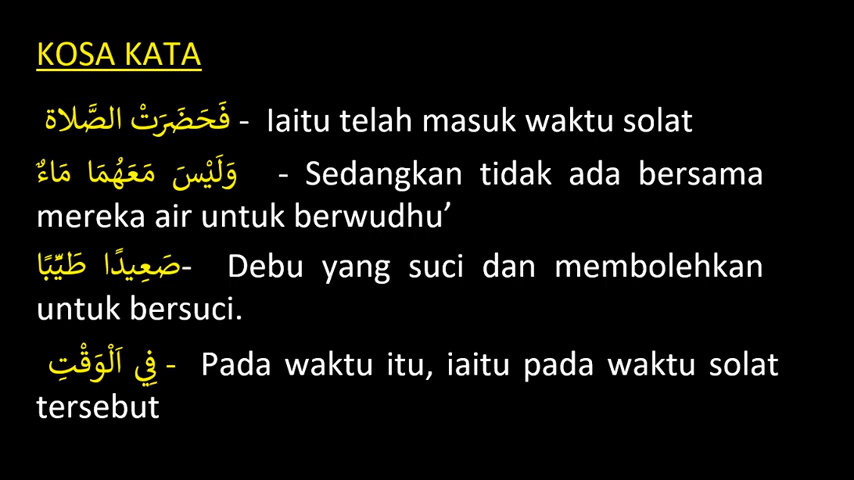 KOSA KATA
فَحَضَرَتْ الصَّلاة - Iaitu telah masuk waktu solat
وَلَيْسَ مَعَهُمَا مَاءٌ - Sedangkan tidak ada bersama
mereka air untuk berwudhu’
صَعِيدًا طَيِّبًا- Debu yang suci dan membolehkan
untuk bersuci.
فِي اَلْوَقْتِ - Pada waktu itu, iaitu pada waktu solat
tersebut